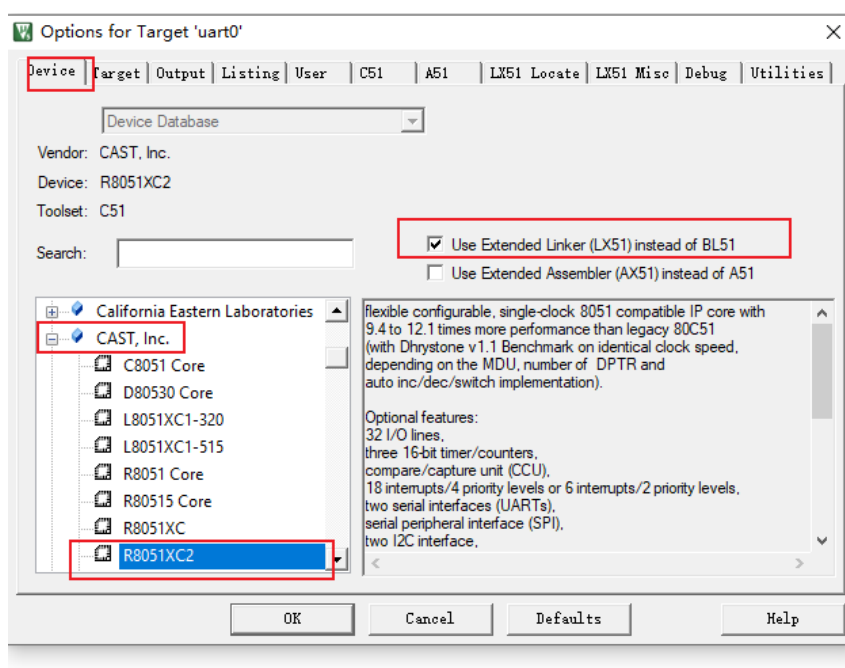 Options for Target 'uart0'
Device Target Output Listing User C51 A51 LX51 Locate LX51 Misc Debug Utilities
Device Database
Vendor: CAST, Inc.
Device: R8051XC2
Toolset: C51
Use Extended Linker (LX51) instead of BL51
Search:
Use Extended Assembler (AX51) instead of A51
California Eastern Laboratories
CAST, Inc.
C8051 Core
D80530 Core
L8051XC1-320
L8051XC1-515
R8051 Core
R80515 Core
R8051XC
R8051XC2
flexible configurable, single-clock 8051 compatible IP core with
9.4 to 12.1 times more performance than legacy 80C51
(with Dhrystone v1.1 Benchmark on identical clock speed,
depending on the MDU, number of DPTR and
auto inc/dec/switch implementation).
Optional features:
32 I/O lines,
three 16-bit timer/counters,
compare/capture unit (CCU),
18 interrupts/4 priority levels or 6 interrupts/2 priority levels,
two serial interfaces (UARTs),
serial peripheral interface (SPI),
two I2C interface,
OK Cancel Defaults Help